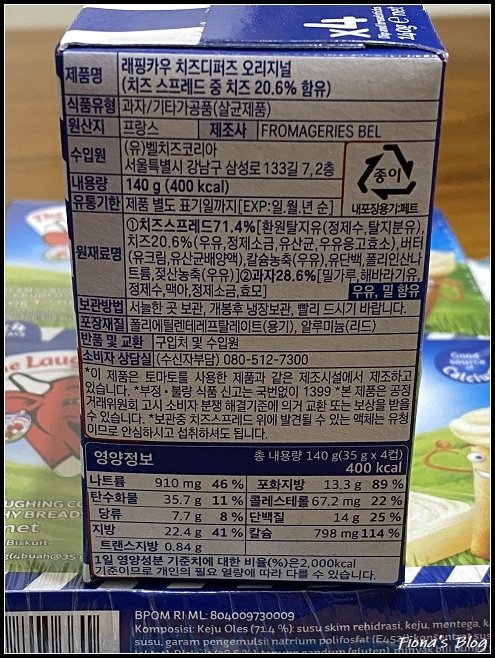 x4
140g e net
제품명 래핑카우 치즈디퍼즈 오리지널
(치즈 스프레드 중 치즈 20.6% 함유)
식품유형 과자/기타가공품(살균제품)
원산지 프랑스 제조사 FROMAGERIES BEL
수입원 (유)벨치즈코리아
서울특별시 강남구 삼성로 133길 7, 2층
내용량 140 g (400 kcal)
유통기한 제품 별도 표기일까지[EXP:일.월.년 순]
종이
내포장용기:페트
원재료명 ①치즈스프레드71.4%[환원탈지유(정제수,탈지분유),
치즈20.6%(우유,정제소금,유산균,우유응고효소),버터
(유크림,유산균배양액),칼슘농축(우유),유단백,폴리인산나
트륨,젖산농축(우유)]②과자28.6%[밀가루,해바라기유,
정제수,맥아,정제소금,효모]
우유, 밀 함유
보관방법 서늘한 곳 보관, 개봉후 냉장보관, 빨리 드시기 바랍니다.
포장재질 폴리에틸렌테레프탈레이트(용기), 알루미늄(리드)
반품 및 교환 구입처 및 수입원
소비자 상담실 (수신자부담) 080-512-7300
*이 제품은 토마토를 사용한 제품과 같은 제조시설에서 제조하고
있습니다. *부정·불량 식품 신고는 국번없이 1399 *본 제품은 공정
거래위원회 고시 소비자 분쟁 해결기준에 의거 교환 또는 보상을 받을
수 있습니다. *보관중 치즈스프레드 위에 발견될 수 있는 액체는 유청
이므로 안심하시고 섭취하셔도 됩니다.
영양정보 총 내용량 140 g(35 g x 4컵)
400 kcal
나트륨 910 mg 46 % 포화지방 13.3 g 89 %
탄수화물 35.7 g 11 % 콜레스테롤 67.2 mg 22 %
당류 7.7 g 8 % 단백질 14 g 25 %
지방 22.4 g 41 % 칼슘 798 mg 114 %
트랜스지방 0.84 g
1일 영양성분 기준치에 대한 비율(%)은2,000kcal
기준이므로 개인의 필요 열량에 따라 다를 수 있습니다.
Good
source of
Calcium
e Laug
UGHING CO
HY BREAD
net
Biskuit
BPOM RI ML: 804009730009
Komposisi: Keju Oles (71.4 %): susu skim rehidrasi, keju, mentega, k
susu, garam pengemulsi: natrium polifosfat (E452
Fiona's Blog